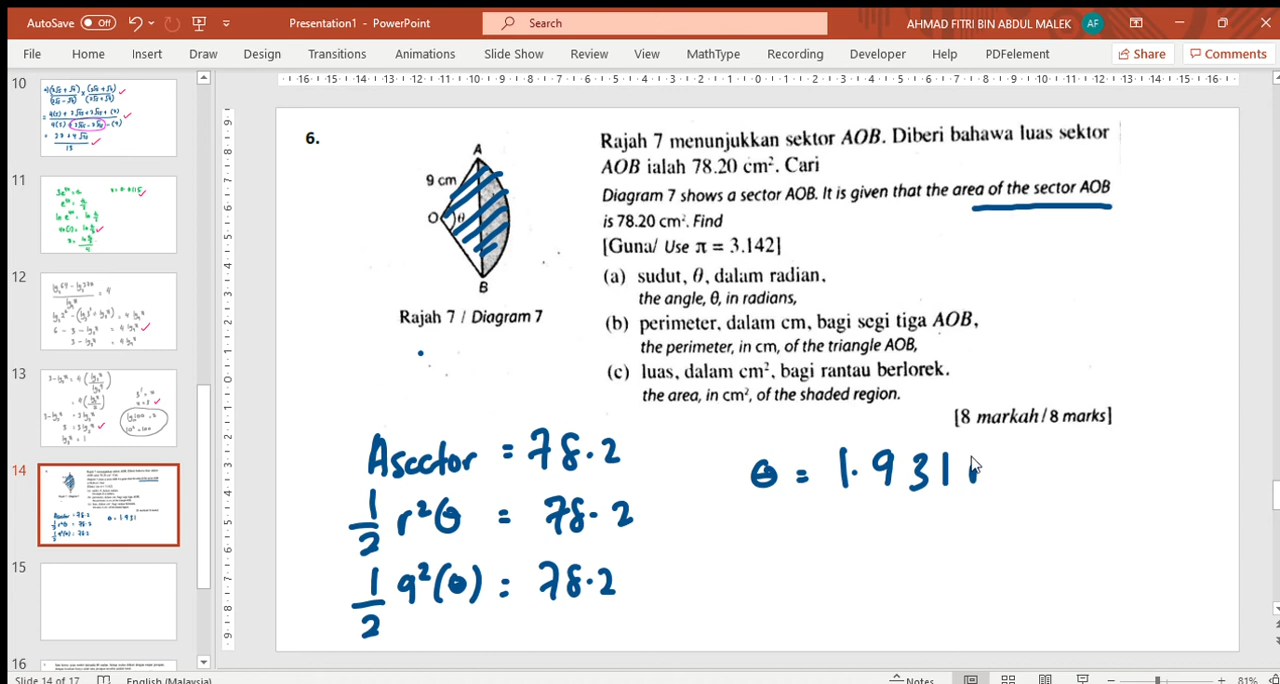 AutoSave Off Presentation1 - PowerPoint Search AHMAD FITRI BIN ABDUL MALEK AF
File Home Insert Draw Design Transitions Animations Slide Show Review View MathType Recording Developer Help PDFelement Share Comments
10
11
12
13
14
15
16
6.
A
9 cm
O
θ
B
Rajah 7 / Diagram 7
Rajah 7 menunjukkan sektor AOB. Diberi bahawa luas sektor
AOB ialah 78.20 cm². Cari
Diagram 7 shows a sector AOB. It is given that the area of the sector AOB
is 78.20 cm². Find
[Guna/ Use π = 3.142]
(a) sudut, θ, dalam radian,
the angle, θ, in radians,
(b) perimeter, dalam cm, bagi segi tiga AOB,
the perimeter, in cm, of the triangle AOB,
(c) luas, dalam cm², bagi rantau berlorek.
the area, in cm², of the shaded region.
[8 markah/8 marks]
Asector = 78.2
1/2 r²θ = 78.2
1/2 9²(θ) = 78.2
θ = 1.931
Slide 14 of 17 English (Malaysia) Notes 81%